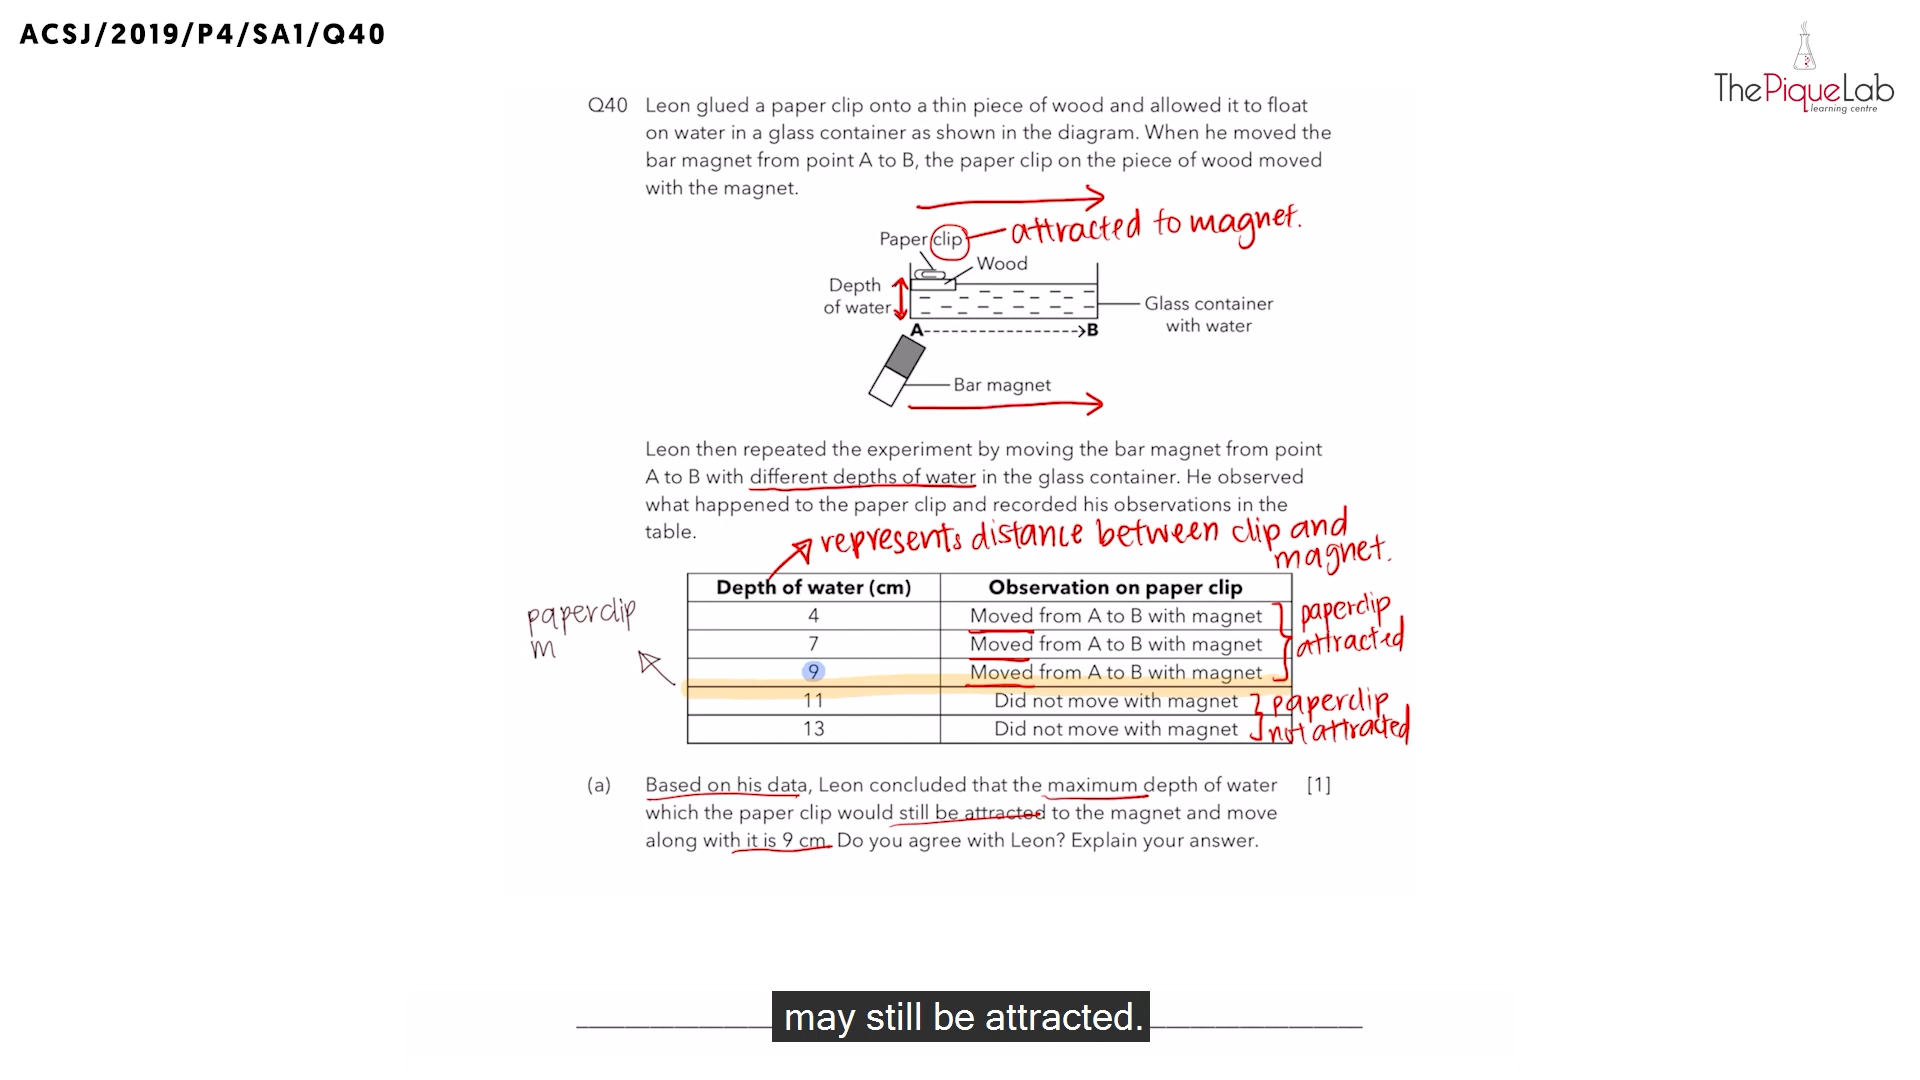 ACSJ/2019/P4/SA1/Q40
ThePiqueLab
learning centre
Q40 Leon glued a paper clip onto a thin piece of wood and allowed it to float
on water in a glass container as shown in the diagram. When he moved the
bar magnet from point A to B, the paper clip on the piece of wood moved
with the magnet.
attracted to magnet.
Paper clip
Wood
Depth
of water
Glass container
with water
A B
Bar magnet
Leon then repeated the experiment by moving the bar magnet from point
A to B with different depths of water in the glass container. He observed
what happened to the paper clip and recorded his observations in the
table.
represents distance between clip and
magnet.
Depth of water (cm) Observation on paper clip
4 Moved from A to B with magnet
7 Moved from A to B with magnet
9 Moved from A to B with magnet
11 Did not move with magnet
13 Did not move with magnet
paperclip
attracted
paperclip
not attracted
paperclip
m
(a) Based on his data, Leon concluded that the maximum depth of water [1]
which the paper clip would still be attracted to the magnet and move
along with it is 9 cm. Do you agree with Leon? Explain your answer.
may still be attracted.